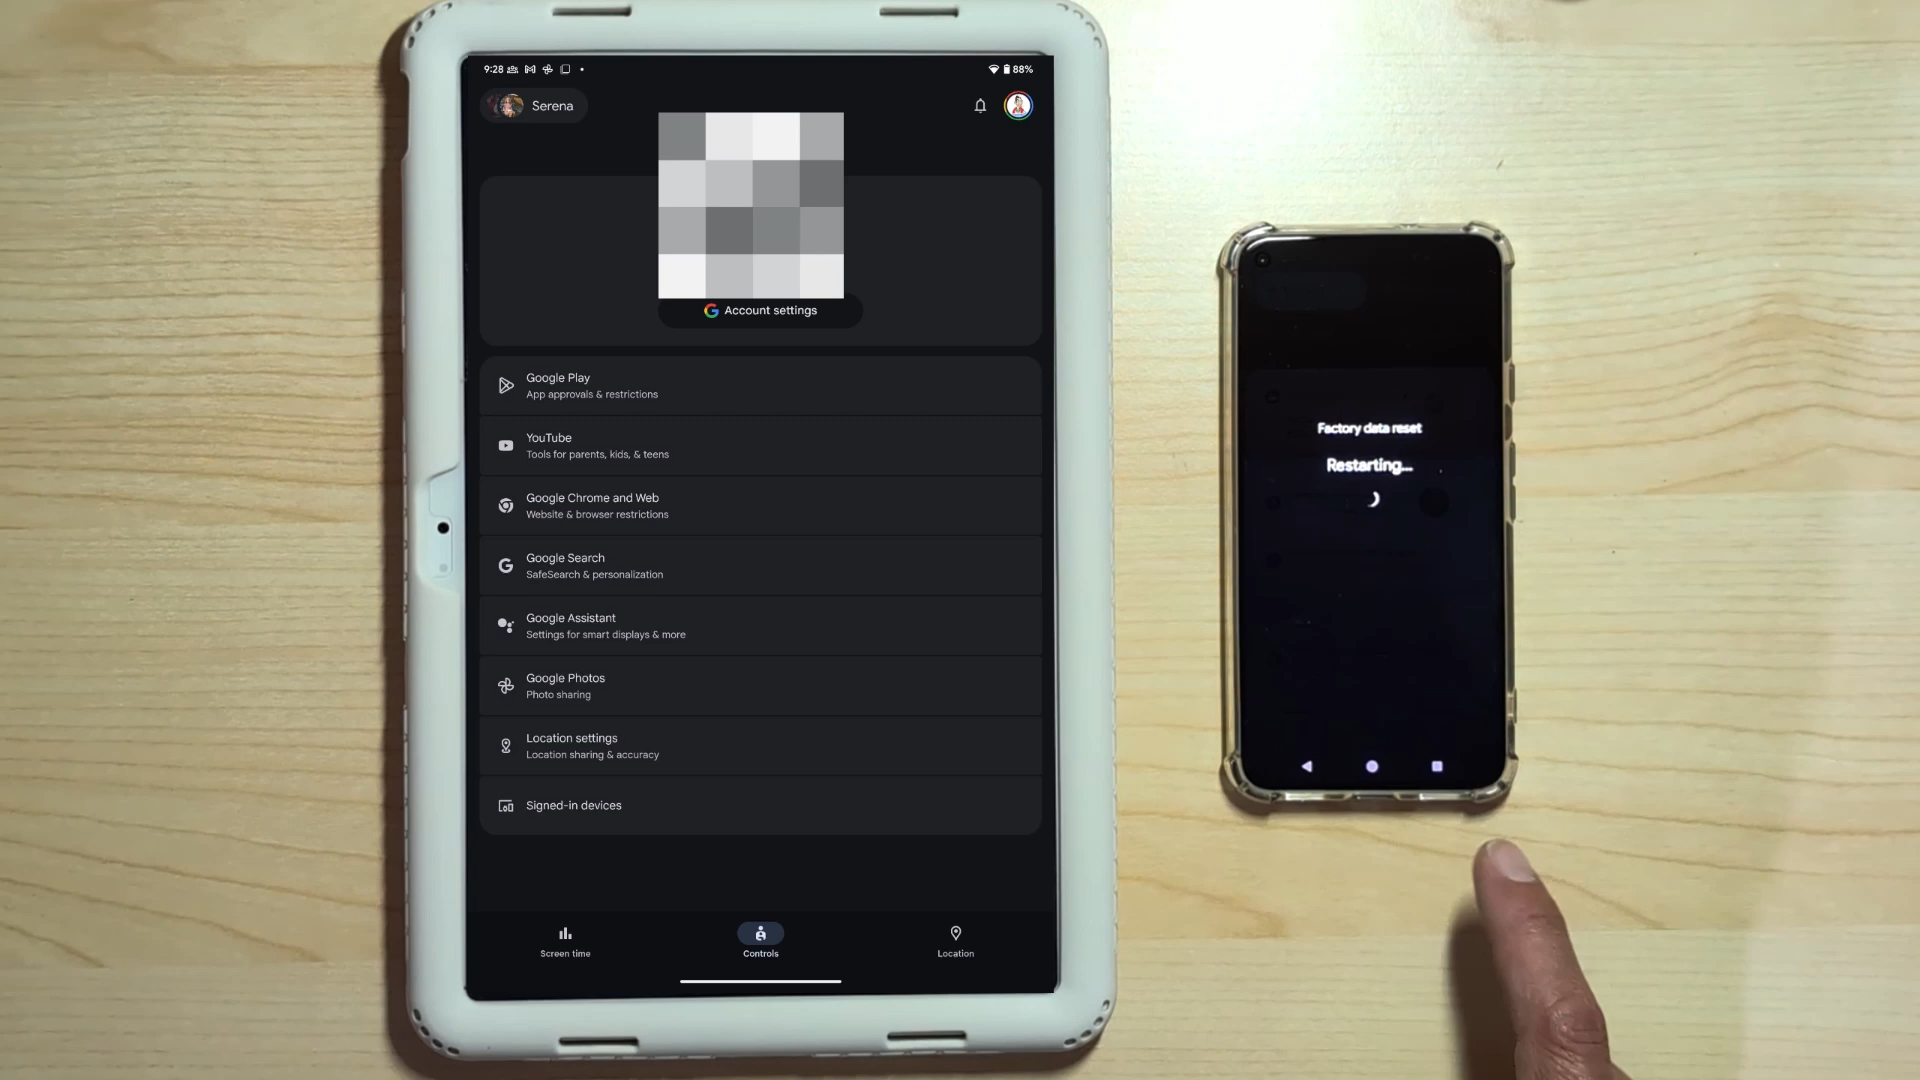 9:28
88%
Serena
Account settings
Google Play
App approvals & restrictions
YouTube
Tools for parents, kids, & teens
Google Chrome and Web
Website & browser restrictions
Google Search
SafeSearch & personalization
Google Assistant
Settings for smart displays & more
Google Photos
Photo sharing
Location settings
Location sharing & accuracy
Signed-in devices
Screen time
Controls
Location
Factory data reset
Restarting...